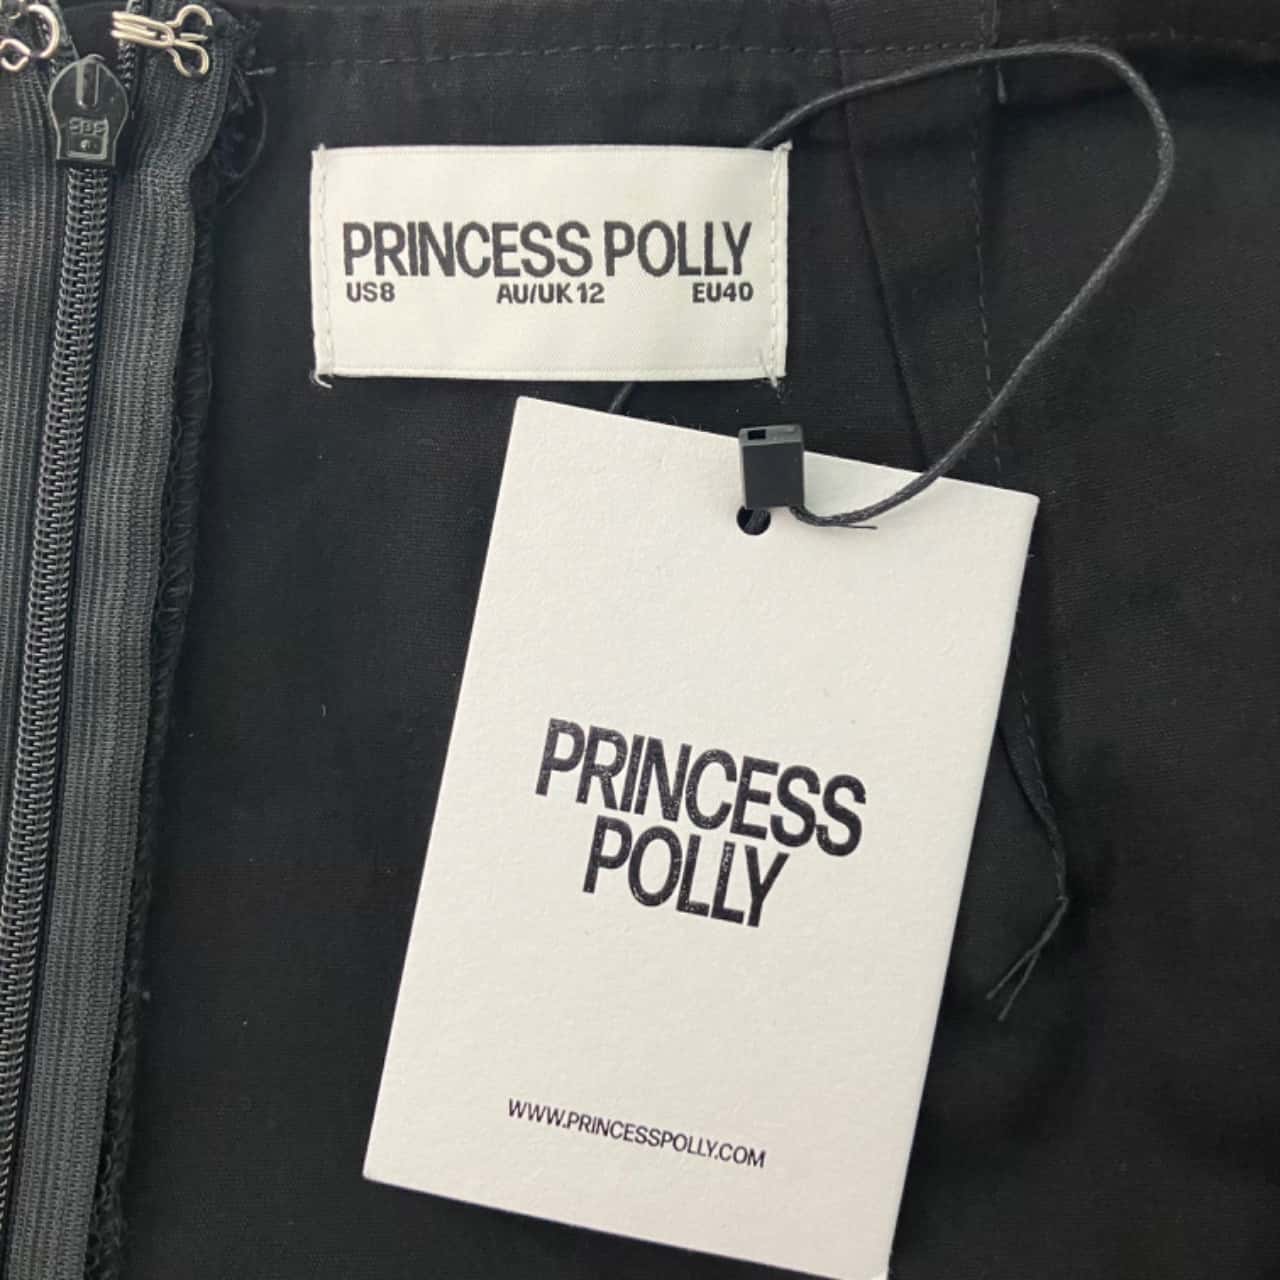 PRINCESS POLLY
US8 AU/UK 12 EU40
PRINCESS
POLLY
WWW.PRINCESSPOLLY.COM